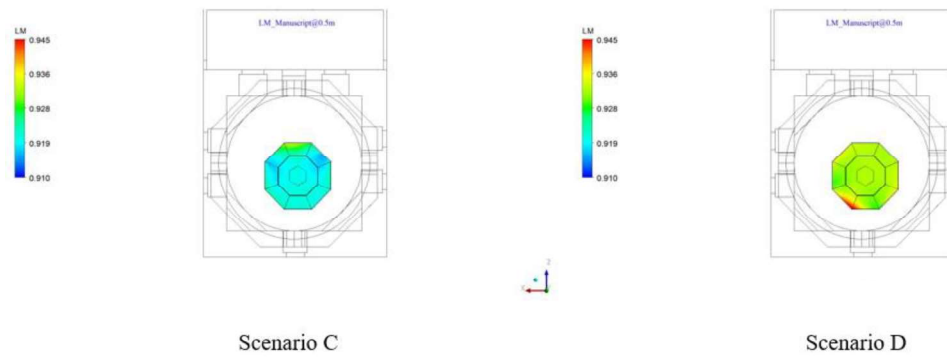 LM_Manuscript@0.5m
LM
0.945
0.936
0.928
0.919
0.910
LM_Manuscript@0.5m
LM
0.945
0.936
0.928
0.919
0.910
Z
X
Scenario C
Scenario D